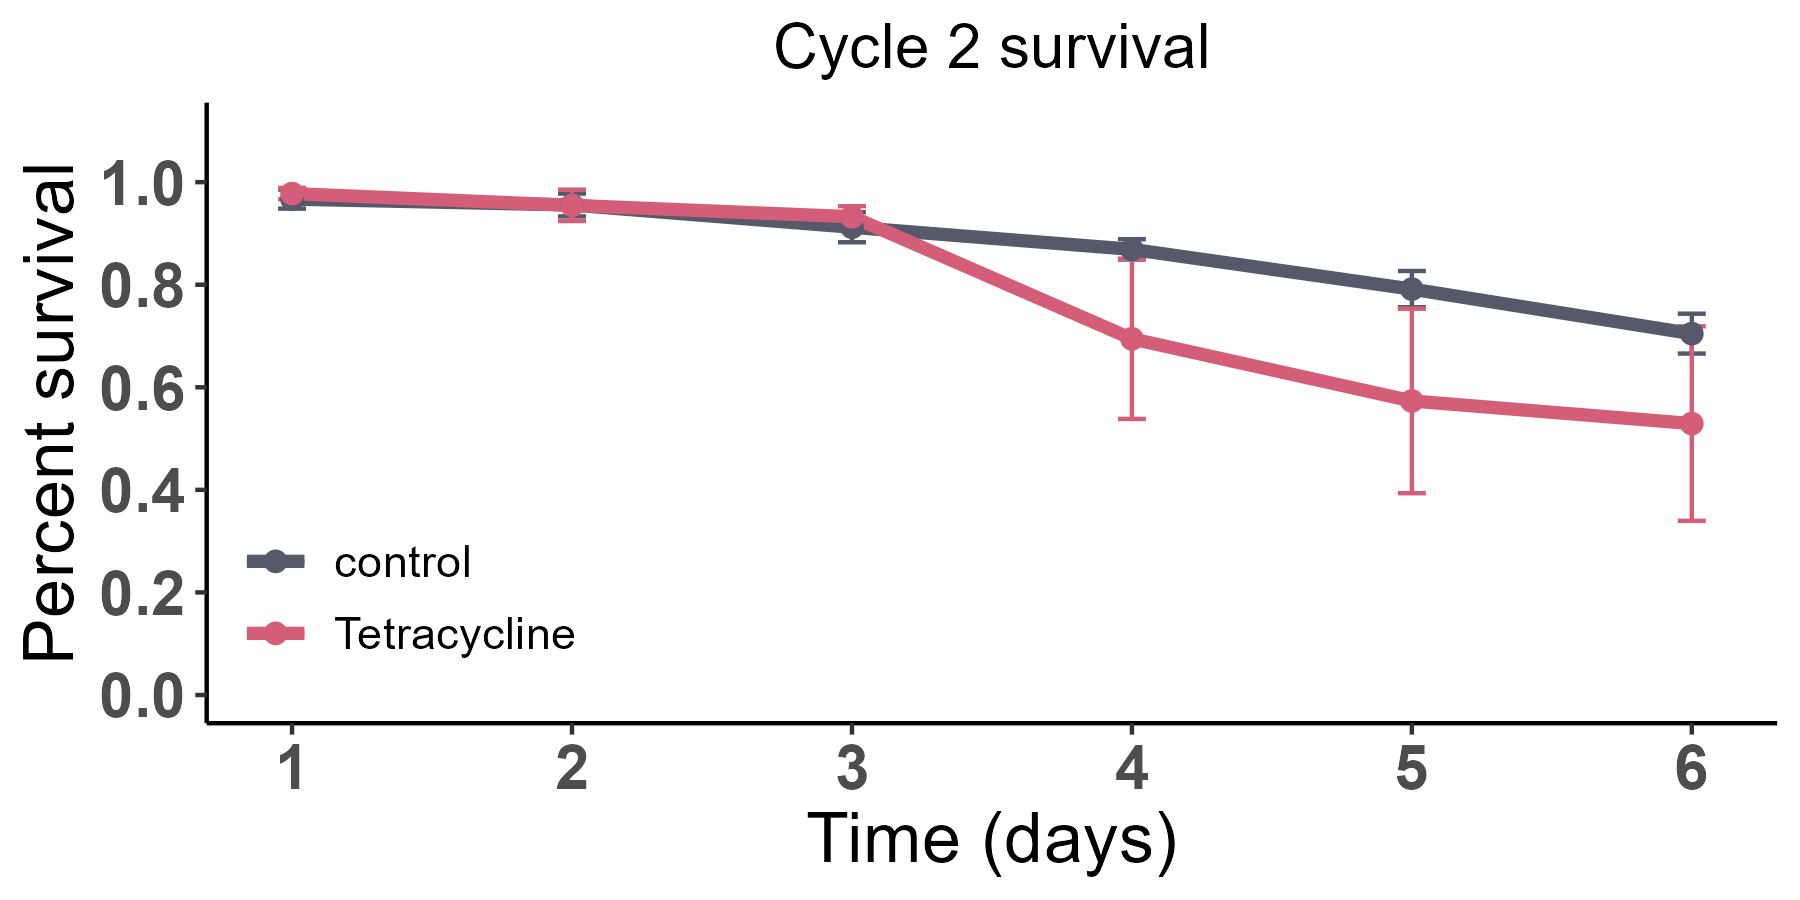 Cycle 2 survival
Percent survival
1.0
0.8
0.6
0.4
0.2
0.0
control
Tetracycline
1 2 3 4 5 6
Time (days)